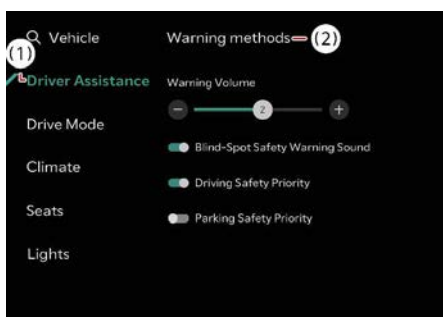 Vehicle
Warning methods
(2)
(1)
Driver Assistance
Warning Volume
2
Drive Mode
Blind-Spot Safety Warning Sound
Climate
Driving Safety Priority
Seats
Parking Safety Priority
Lights